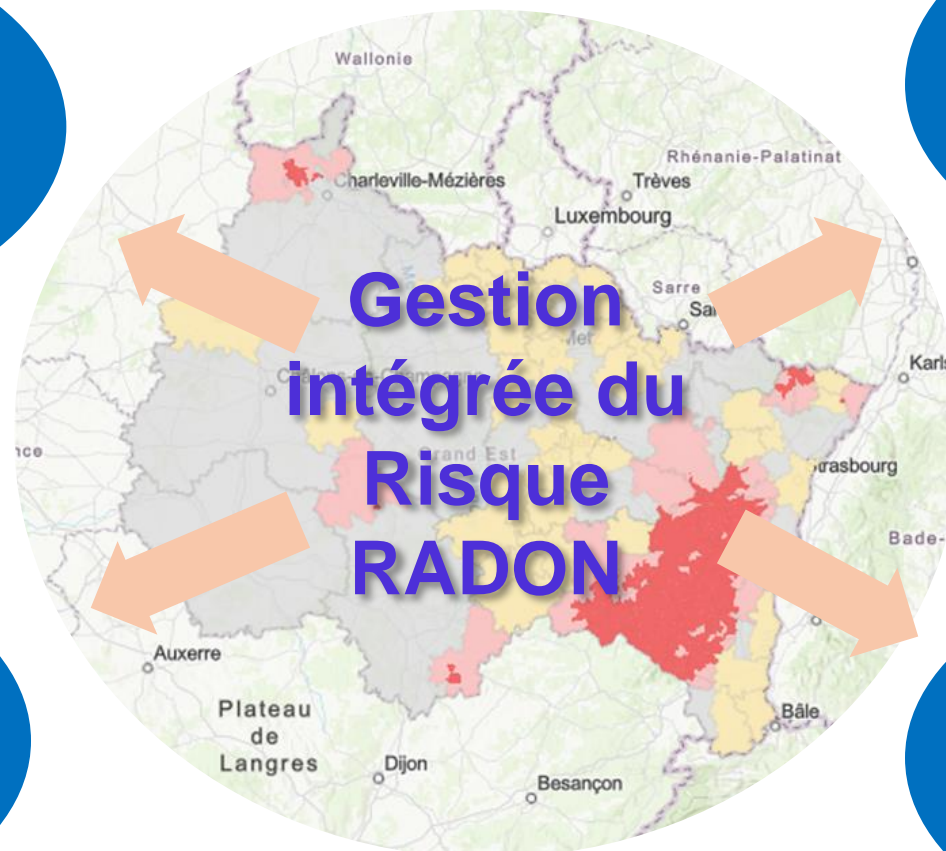 Wallonie
Rhénanie-Palatinat
Charleville-Mézières
Trèves
Luxembourg
Sarre
Gestion
intégrée du
Risque
RADON
Grand Est
Auxerre
Plateau
de
Langres
Dijon
Besançon
Bâle